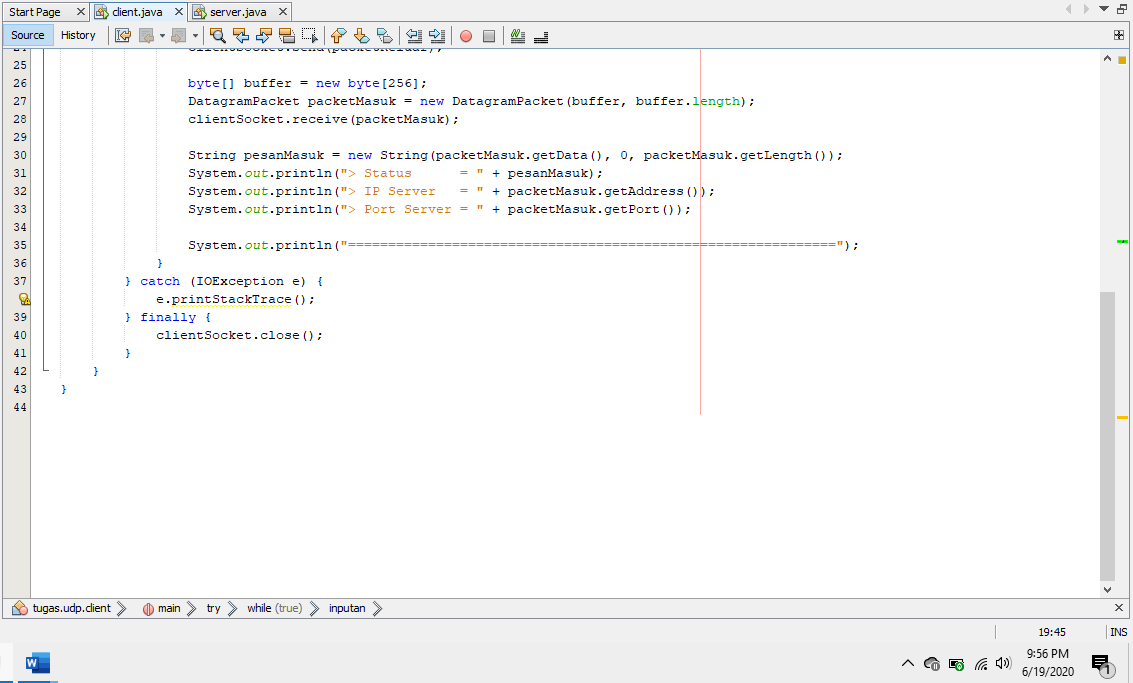 Start Page client.java server.java
Source History
24 clientSocket.send(packetKeluar);
25
26 byte[] buffer = new byte[256];
27 DatagramPacket packetMasuk = new DatagramPacket(buffer, buffer.length);
28 clientSocket.receive(packetMasuk);
29
30 String pesanMasuk = new String(packetMasuk.getData(), 0, packetMasuk.getLength());
31 System.out.println("> Status      = " + pesanMasuk);
32 System.out.println("> IP Server   = " + packetMasuk.getAddress());
33 System.out.println("> Port Server = " + packetMasuk.getPort());
34
35 System.out.println("=============================================================");
36 }
37 } catch (IOException e) {
e.printStackTrace();
39 } finally {
40 clientSocket.close();
41 }
42 }
43 }
44
tugas.udp.client main try while (true) inputan
19:45 INS
W
9:56 PM
6/19/2020
1